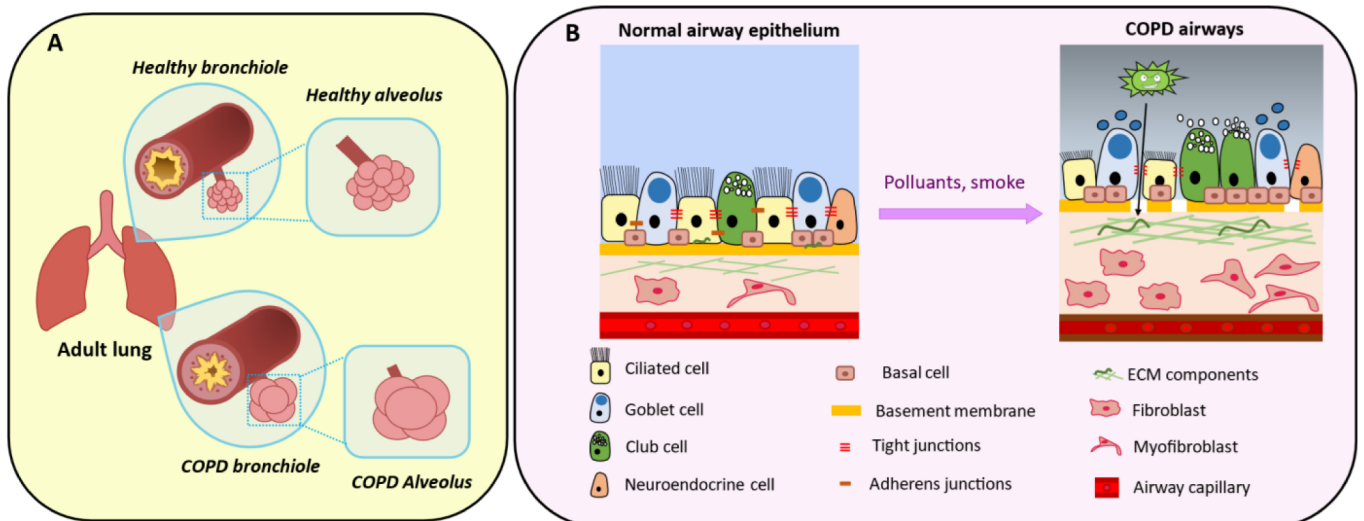 A
Healthy bronchiole
Healthy alveolus
Adult lung
COPD bronchiole
COPD Alveolus
B
Normal airway epithelium
COPD airways
Polluants, smoke
Ciliated cell
Goblet cell
Club cell
Neuroendocrine cell
Basal cell
Basement membrane
Tight junctions
Adherens junctions
ECM components
Fibroblast
Myofibroblast
Airway capillary